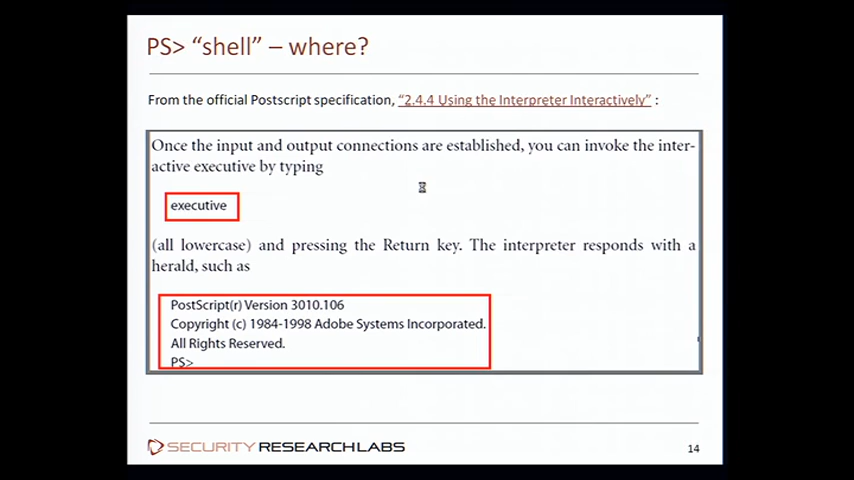 PS> “shell” – where?
From the official Postscript specification, “2.4.4 Using the Interpreter Interactively” :
Once the input and output connections are established, you can invoke the inter-
active executive by typing
executive
(all lowercase) and pressing the Return key. The interpreter responds with a
herald, such as
PostScript(r) Version 3010.106
Copyright (c) 1984-1998 Adobe Systems Incorporated.
All Rights Reserved.
PS>
SECURITY RESEARCH LABS
14